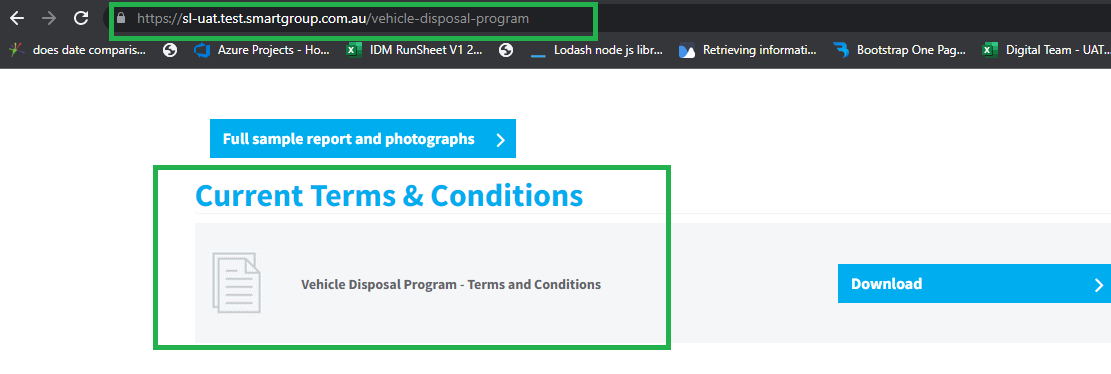 https://sl-uat.test.smartgroup.com.au/vehicle-disposal-program
does date comparis... Azure Projects - Ho... IDM RunSheet V1 2... Lodash node js libr... Retrieving informati... Bootstrap One Pag... Digital Team - UAT...
Full sample report and photographs
Current Terms & Conditions
Vehicle Disposal Program - Terms and Conditions
Download